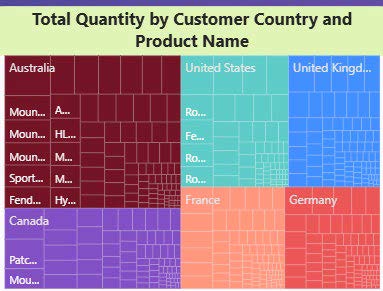 Total Quantity by Customer Country and
Product Name
Australia
Moun...
A...
Moun...
HL...
Moun...
M...
Sport...
M...
Fend...
Hy...
Canada
Patc...
Mou...
United States
Ro...
Fe...
Ro...
Ro...
United Kingd...
France
Germany